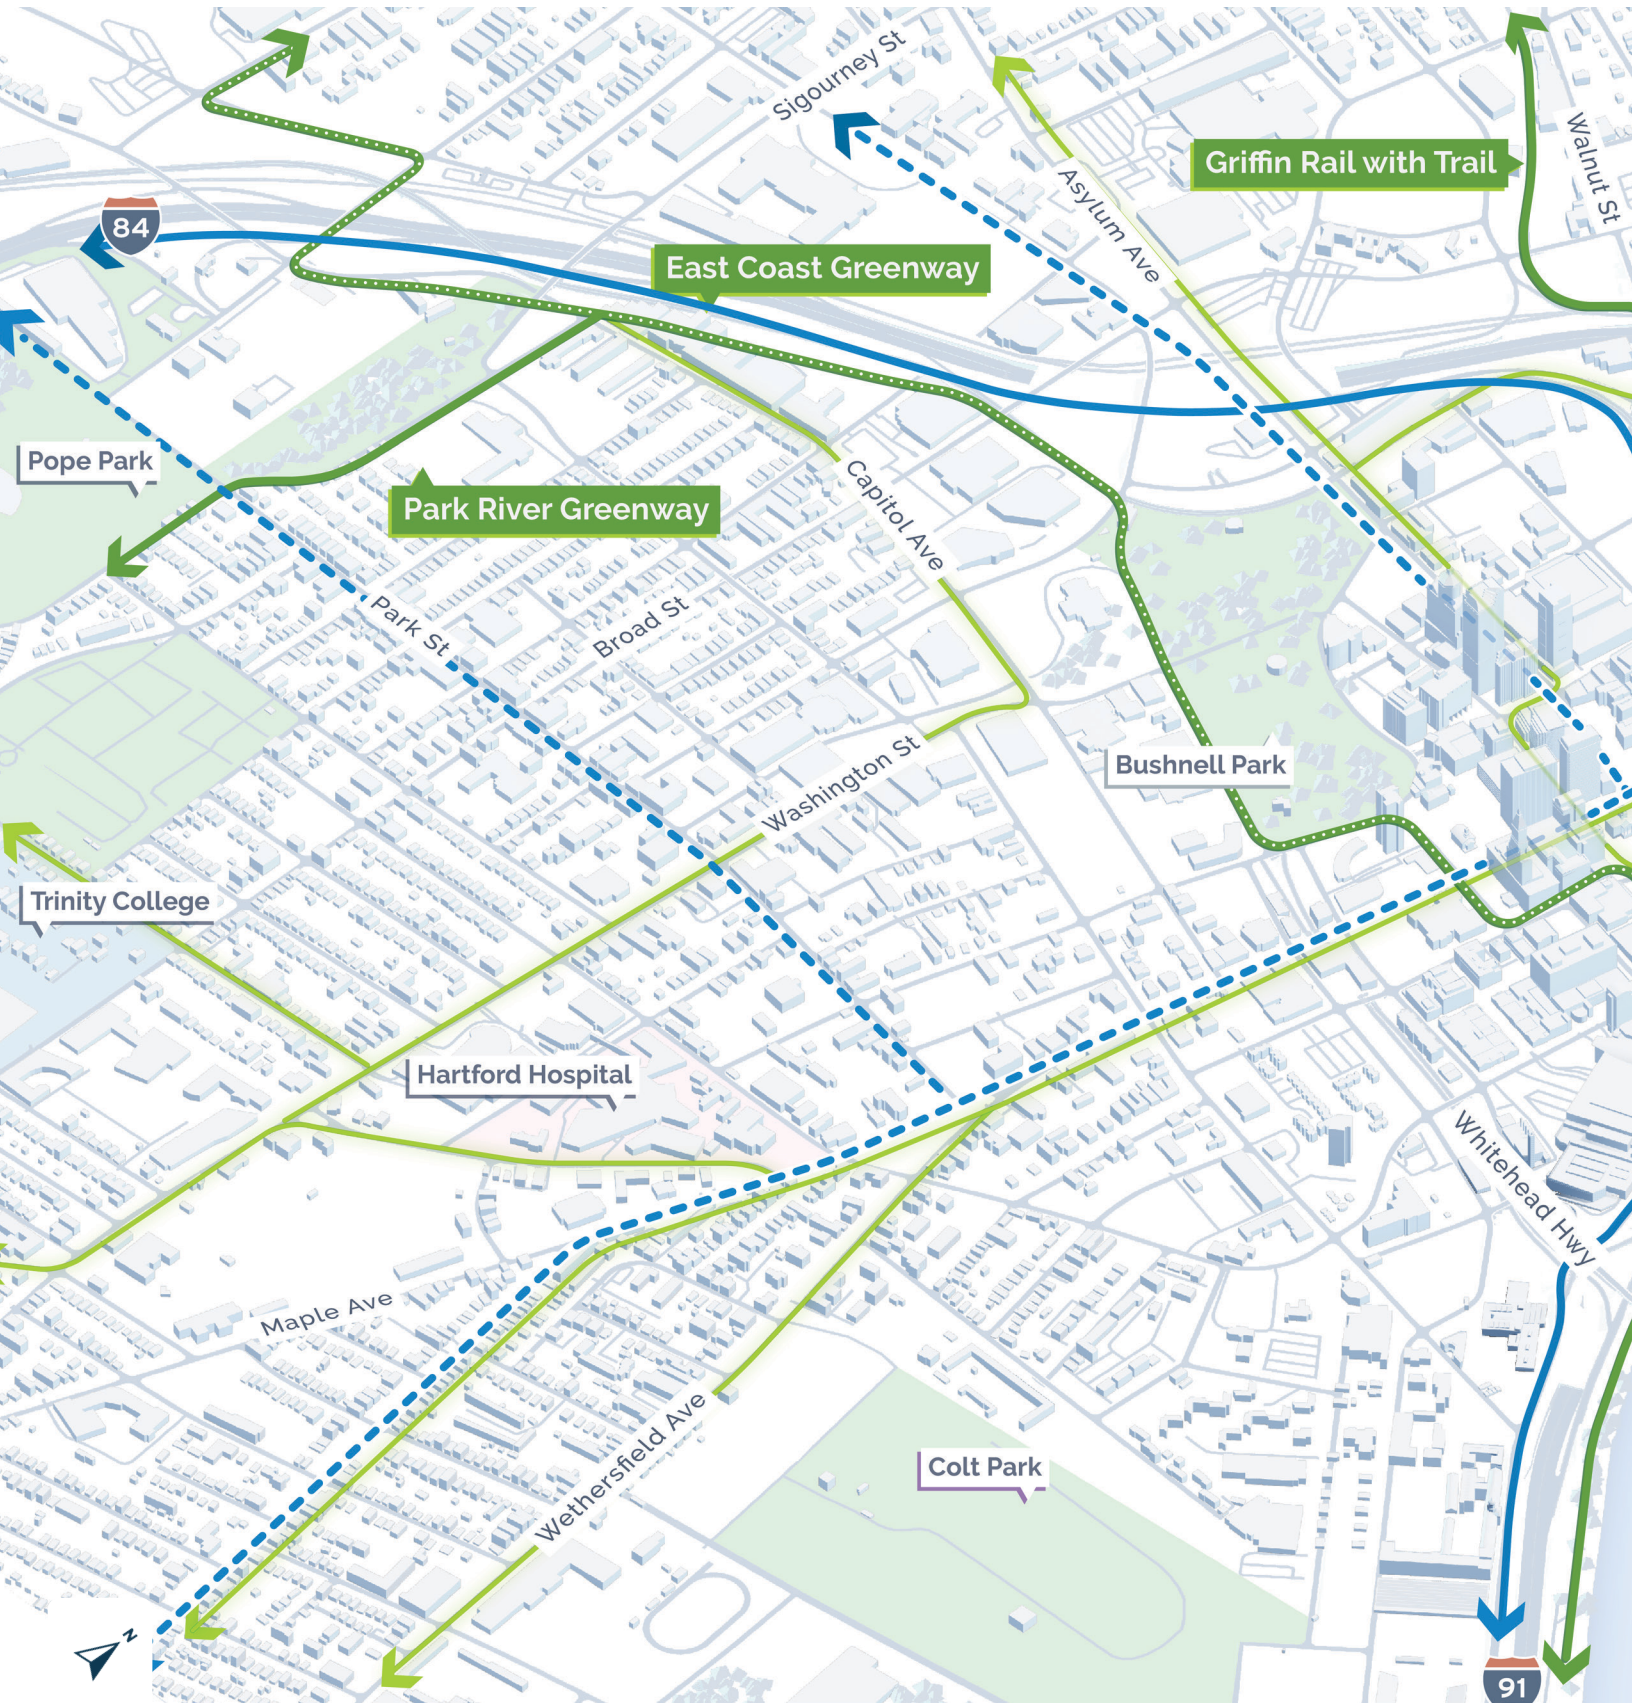 Sigourney St
Walnut St
Griffin Rail with Trail
Asylum Ave
84
East Coast Greenway
Pope Park
Park River Greenway
Capitol Ave
Park St
Broad St
Bushnell Park
Washington St
Trinity College
Hartford Hospital
Whitehead Hwy
Maple Ave
Wethersfield Ave
Colt Park
N
91